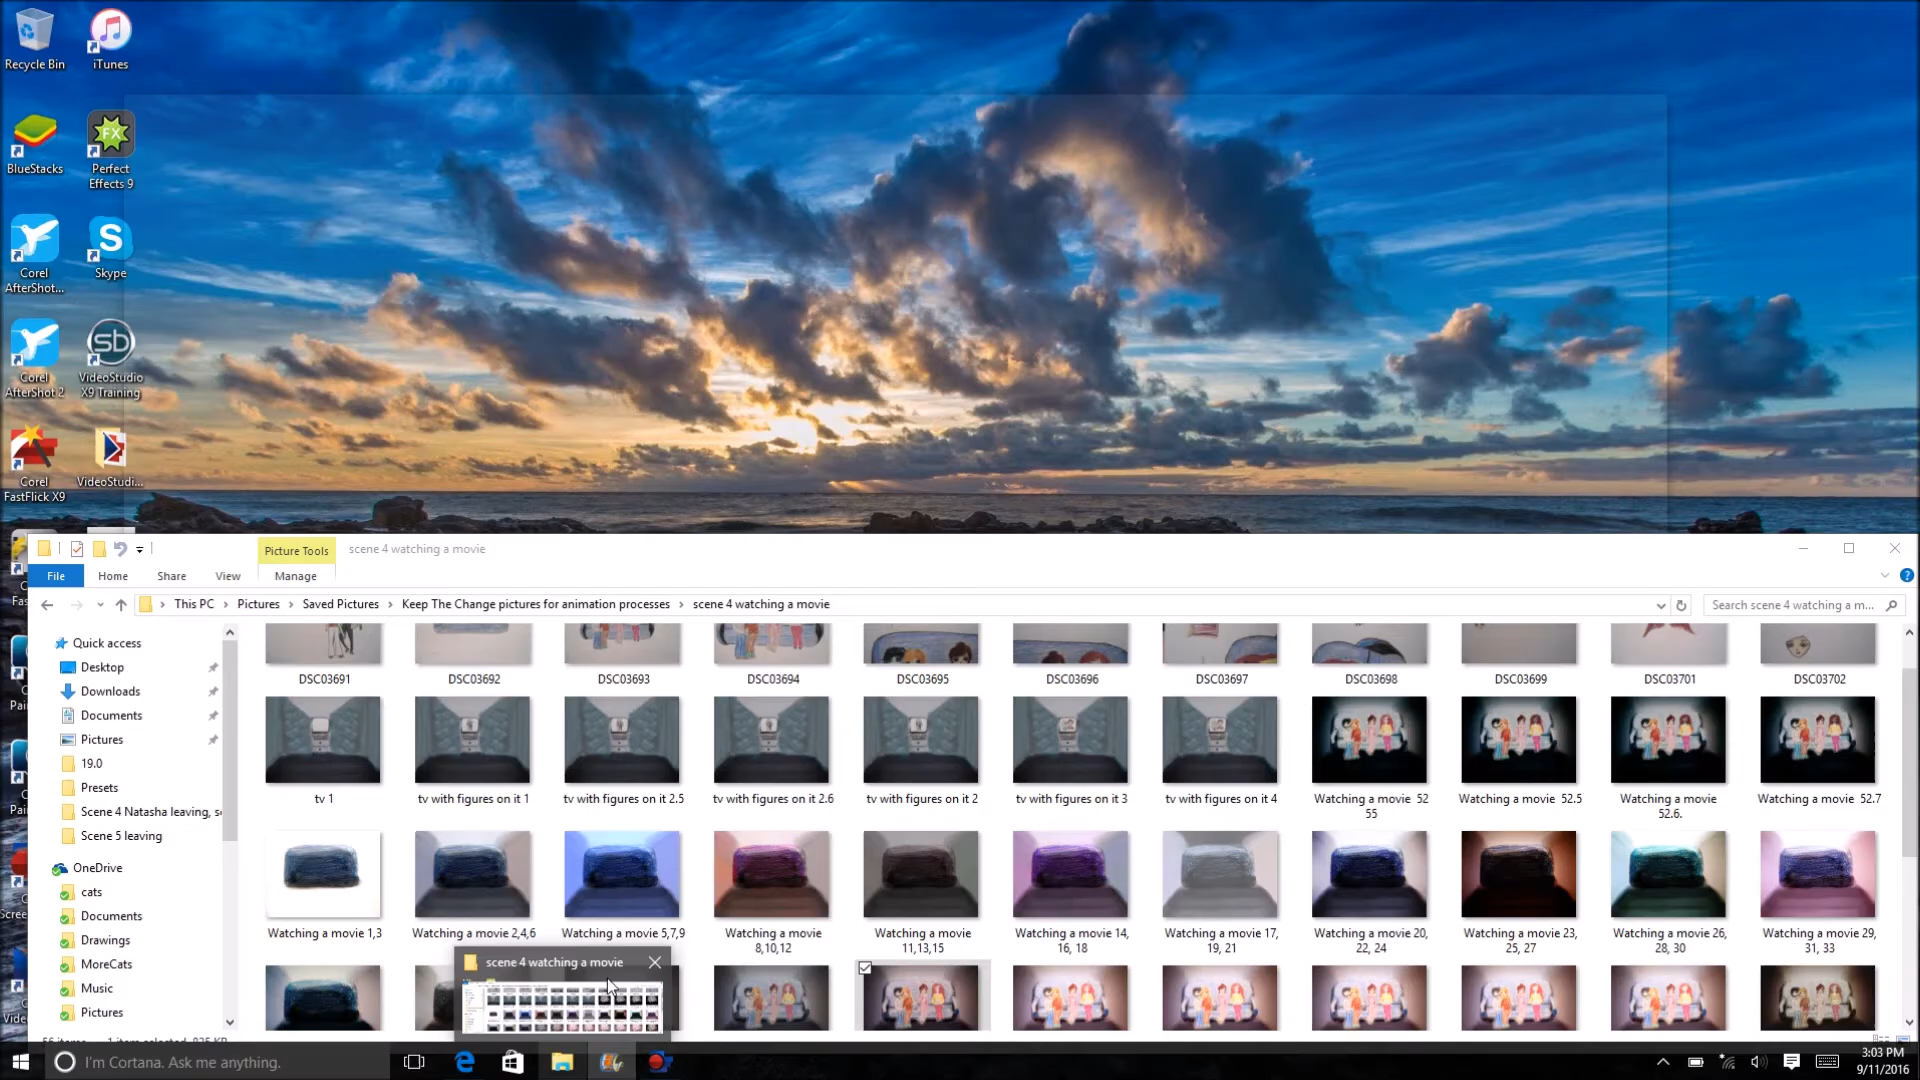 Recycle Bin
iTunes
BlueStacks
Perfect
Effects 9
Corel
AfterShot...
Skype
Corel
AfterShot 2
VideoStudio
X9 Training
Corel
FastFlick X9
VideoStudi...
Picture Tools
scene 4 watching a movie
File
Home
Share
View
Manage
This PC
Pictures
Saved Pictures
Keep The Change pictures for animation processes
scene 4 watching a movie
Search scene 4 watching a m...
Quick access
Desktop
Downloads
Documents
Pictures
19.0
Presets
Scene 4 Natasha leaving, s
Scene 5 leaving
OneDrive
cats
Documents
Drawings
MoreCats
Music
Pictures
DSC03691
DSC03692
DSC03693
DSC03694
DSC03695
DSC03696
DSC03697
DSC03698
DSC03699
DSC03701
DSC03702
tv 1
tv with figures on it 1
tv with figures on it 2.5
tv with figures on it 2.6
tv with figures on it 2
tv with figures on it 3
tv with figures on it 4
Watching a movie 52
55
Watching a movie 52.5
Watching a movie
52.6.
Watching a movie 52.7
Watching a movie 1,3
Watching a movie 2,4,6
Watching a movie 5,7,9
Watching a movie
8,10,12
Watching a movie
11,13,15
Watching a movie 14,
16, 18
Watching a movie 17,
19, 21
Watching a movie 20,
22, 24
Watching a movie 23,
25, 27
Watching a movie 26,
28, 30
Watching a movie 29,
31, 33
scene 4 watching a movie
I'm Cortana. Ask me anything.
3:03 PM
9/11/2016